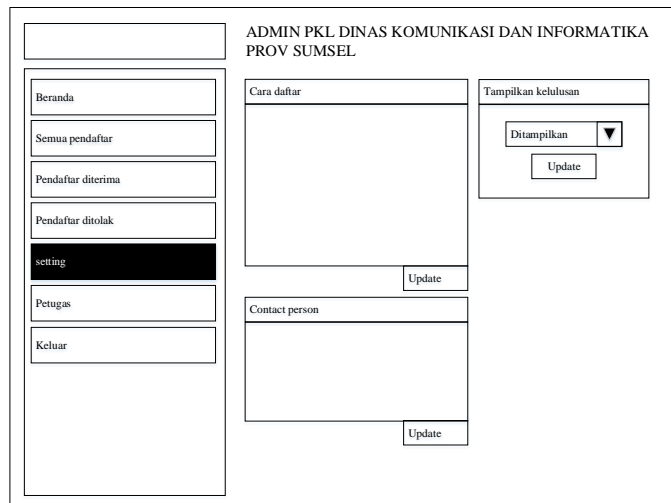 ADMIN PKL DINAS KOMUNIKASI DAN INFORMATIKA
PROV SUMSEL
Beranda
Semua pendaftar
Pendaftar diterima
Pendaftar ditolak
setting
Petugas
Keluar
Cara daftar
Update
Contact person
Update
Tampilkan kelulusan
Ditampilkan
Update